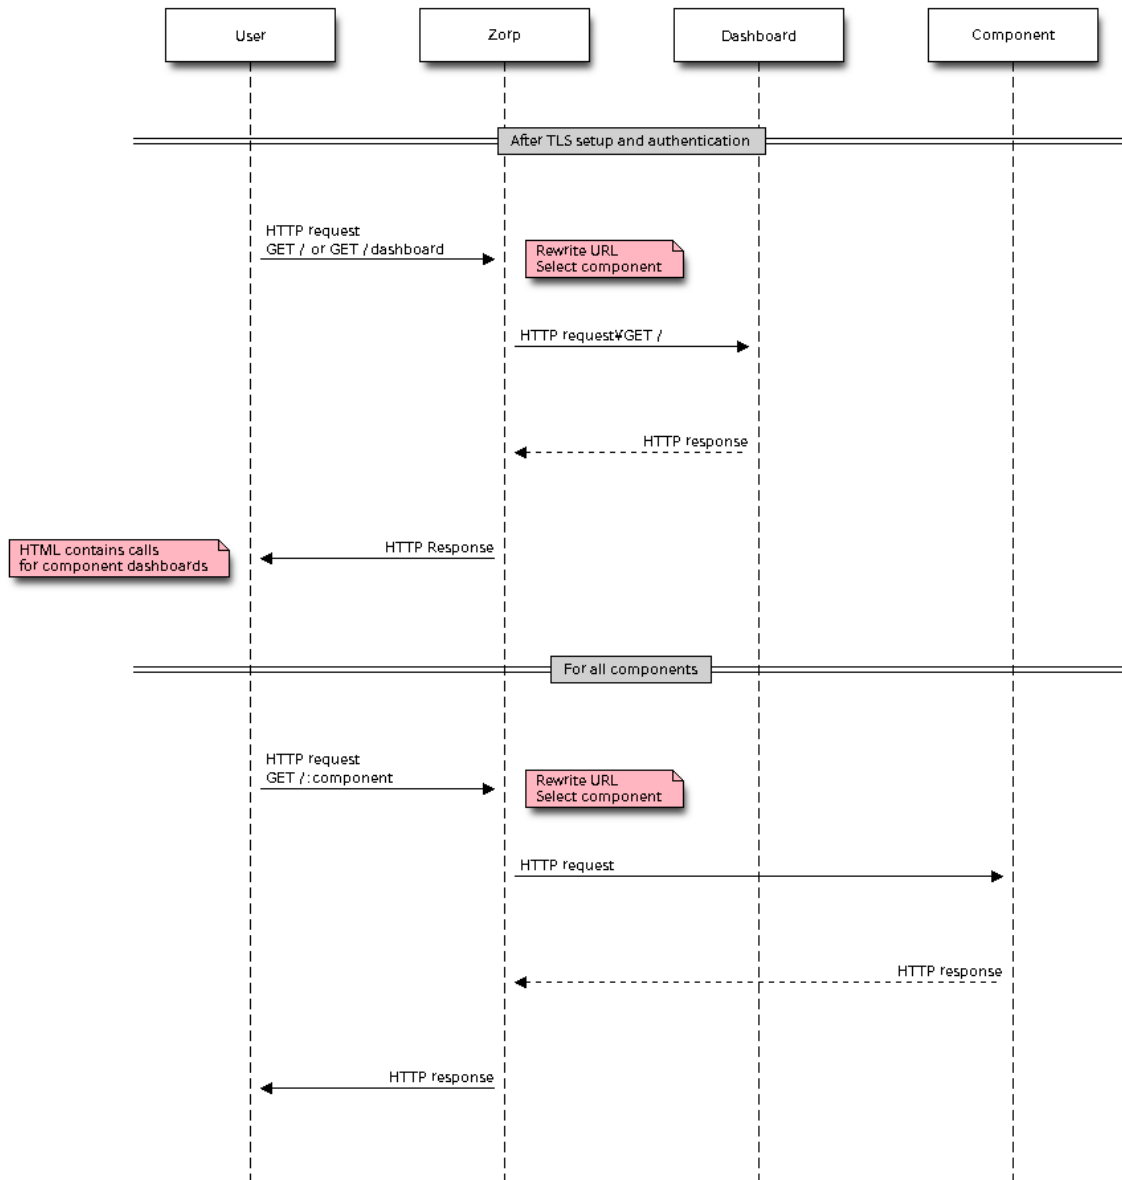 User
Zorp
Dashboard
Component
After TLS setup and authentication
HTTP request
GET / or GET /dashboard
Rewrite URL
Select component
HTTP request¥GET /
HTTP response
HTTP Response
HTML contains calls
for component dashboards
For all components
HTTP request
GET /:component
Rewrite URL
Select component
HTTP request
HTTP response
HTTP response